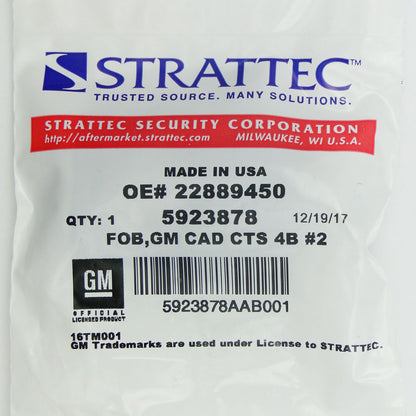 STRATTEC™
TRUSTED SOURCE. MANY SOLUTIONS.
STRATTEC SECURITY CORPORATION
http://aftermarket.strattec.com MILWAUKEE, WI U.S.A.
MADE IN USA
OE# 22889450
QTY: 1 5923878 12/19/17
FOB,GM CAD CTS 4B #2
GM
OFFICIAL
LICENSED PRODUCT
5923878AAB001
16TM001
GM Trademarks are used under License to STRATTEC.